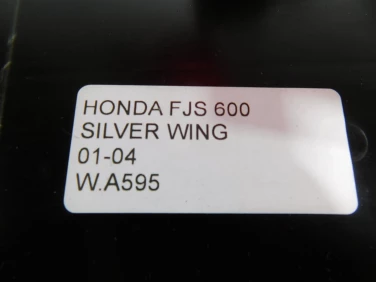 HONDA FJS 600
SILVER WING
01-04
W.A595